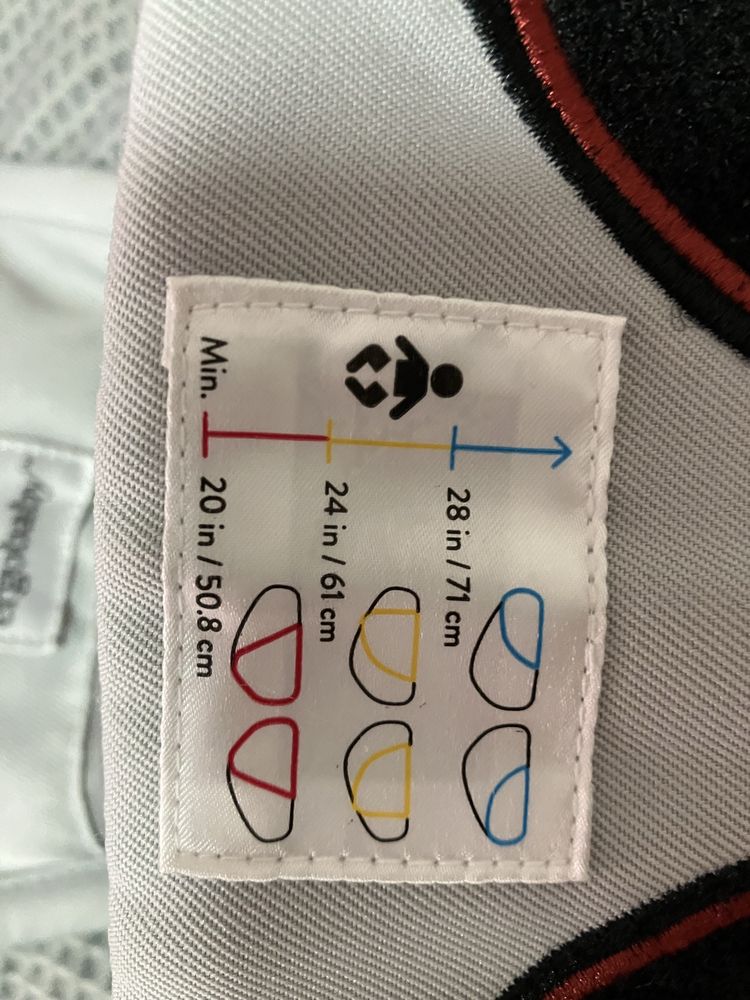 28 in / 71 cm
24 in / 61 cm
Min. 20 in / 50.8 cm